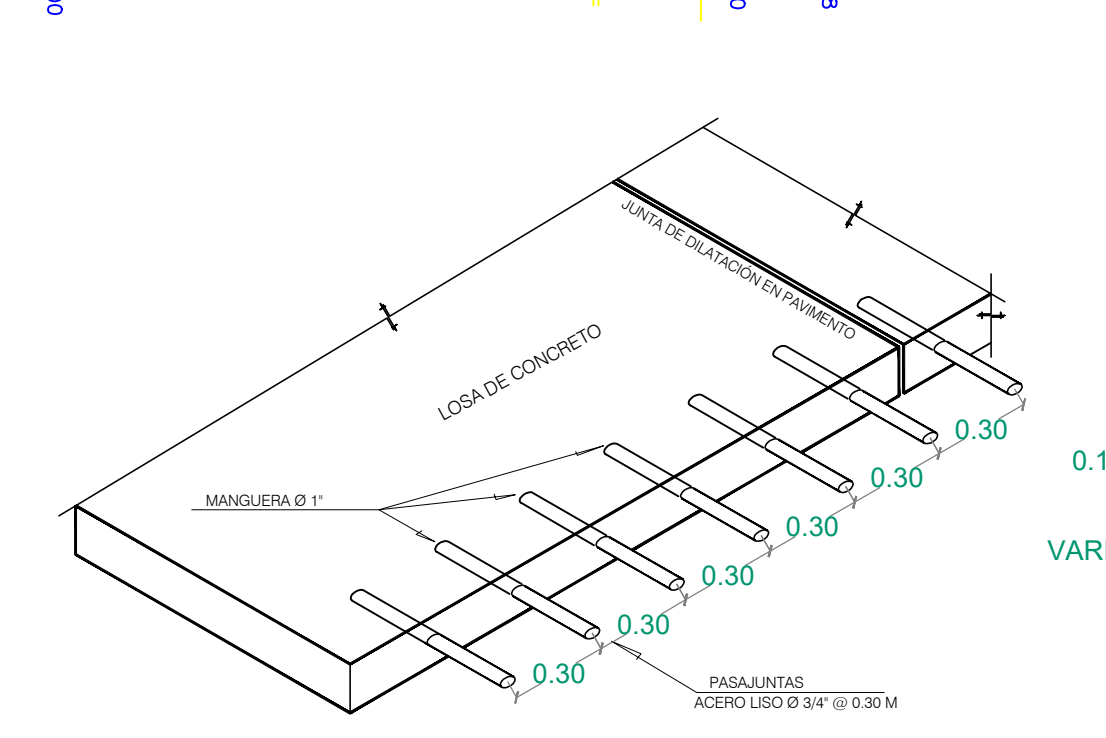 JUNTA DE DILATACIÓN EN PAVIMENTO
LOSA DE CONCRETO
0.30
0.30
0.30
0.30
0.30
0.30
MANGUERA Ø 1"
PASAJUNTAS
ACERO LISO Ø 3/4" @ 0.30 M